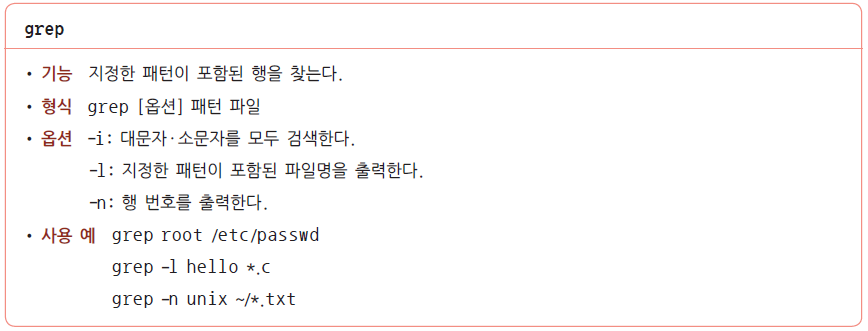 grep
• 기능 지정한 패턴이 포함된 행을 찾는다.
• 형식 grep [옵션] 패턴 파일
• 옵션 -i: 대문자·소문자를 모두 검색한다.
-l: 지정한 패턴이 포함된 파일명을 출력한다.
-n: 행 번호를 출력한다.
• 사용 예 grep root /etc/passwd
grep -l hello *.c
grep -n unix ~/*.txt